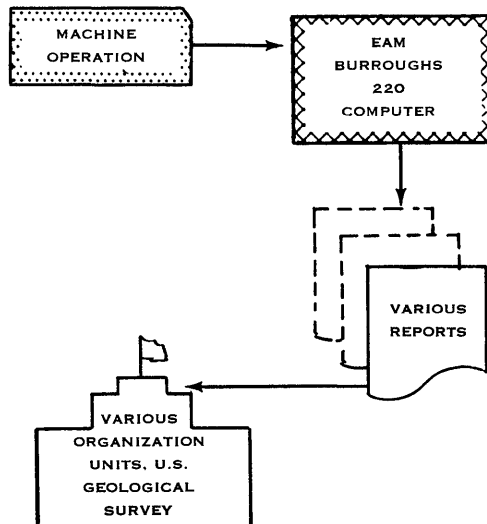 MACHINE
OPERATION
EAM
BURROUGHS
220
COMPUTER
VARIOUS
REPORTS
VARIOUS
ORGANIZATION
UNITS, U.S.
GEOLOGICAL
SURVEY